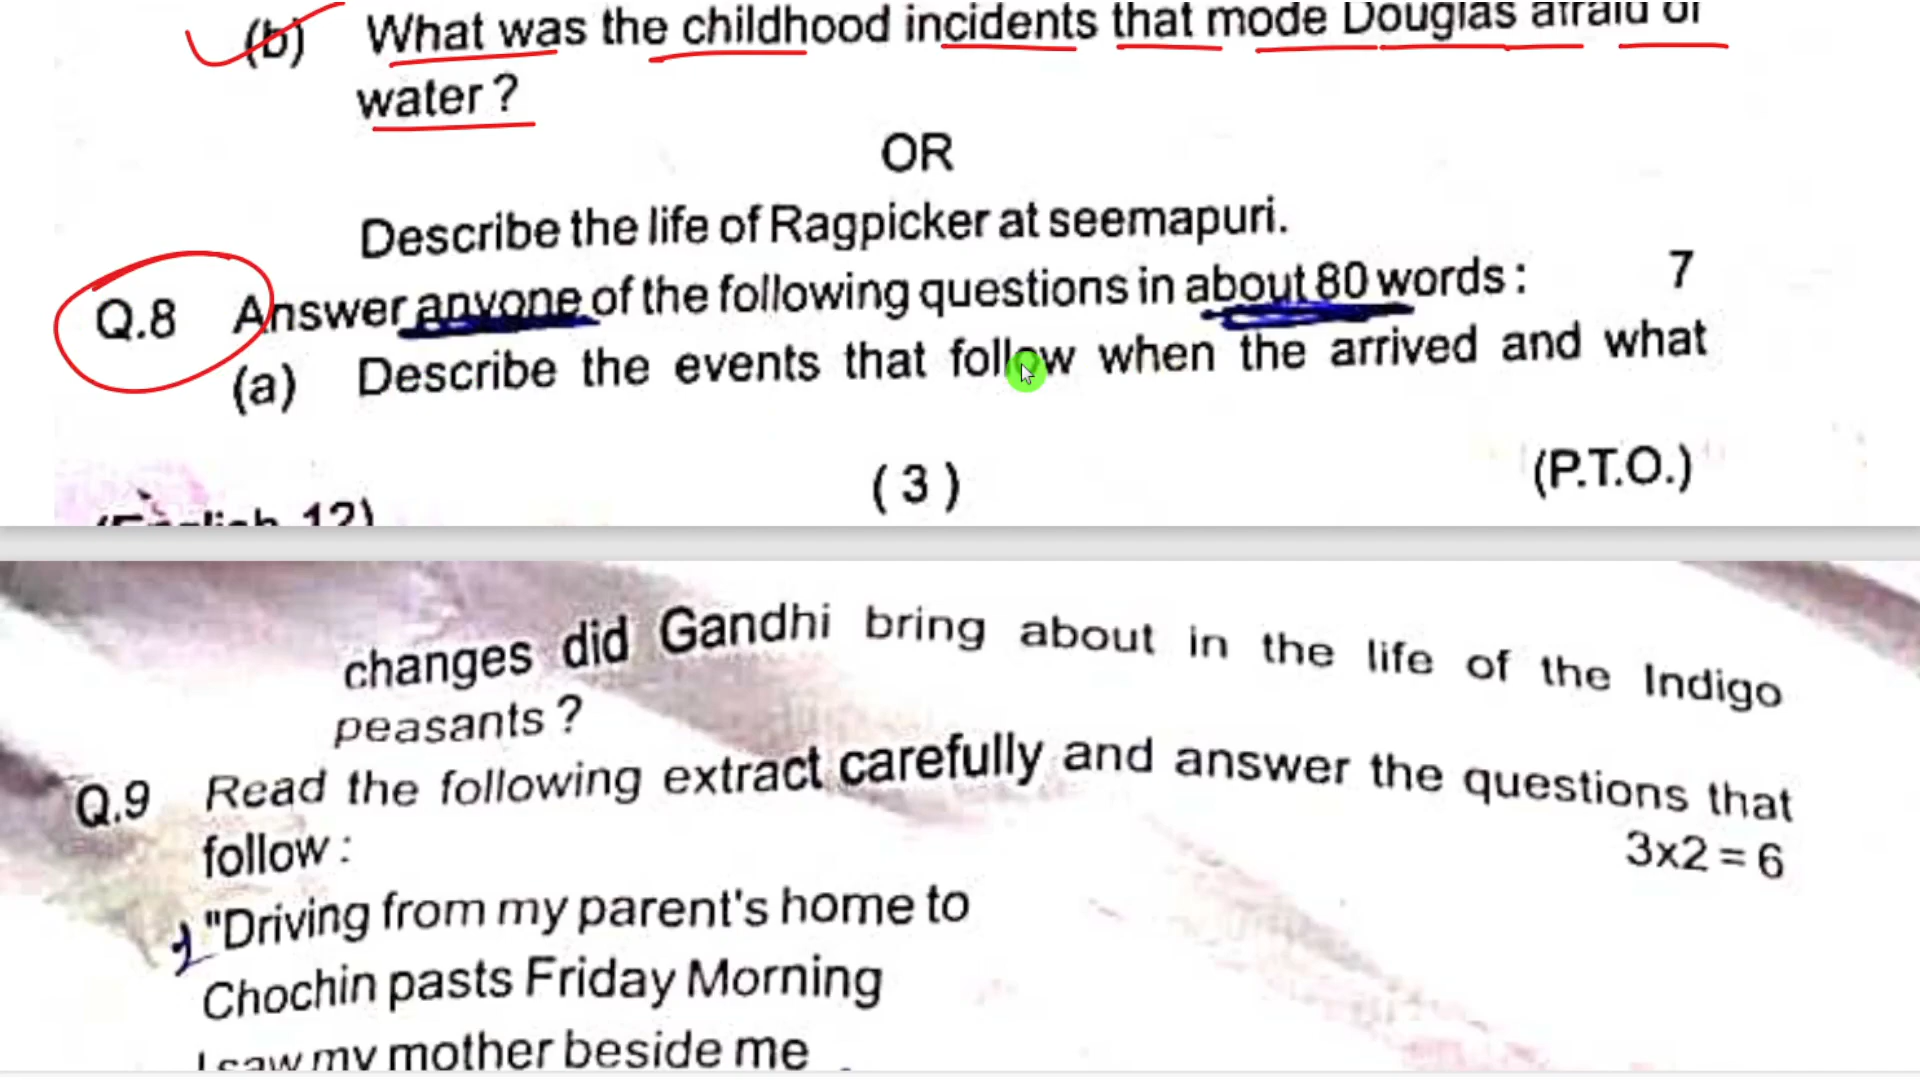 (b) What was the childhood incidents that mode Douglas afraid of
water ?
OR
Describe the life of Ragpicker at seemapuri.
Q.8 Answer anyone of the following questions in about 80 words : 7
(a) Describe the events that follow when the arrived and what
(3) (P.T.O.)
(English 12)
changes did Gandhi bring about in the life of the Indigo
peasants ?
Q.9 Read the following extract carefully and answer the questions that
follow : 3x2 = 6
"Driving from my parent's home to
Chochin pasts Friday Morning
I saw my mother beside me